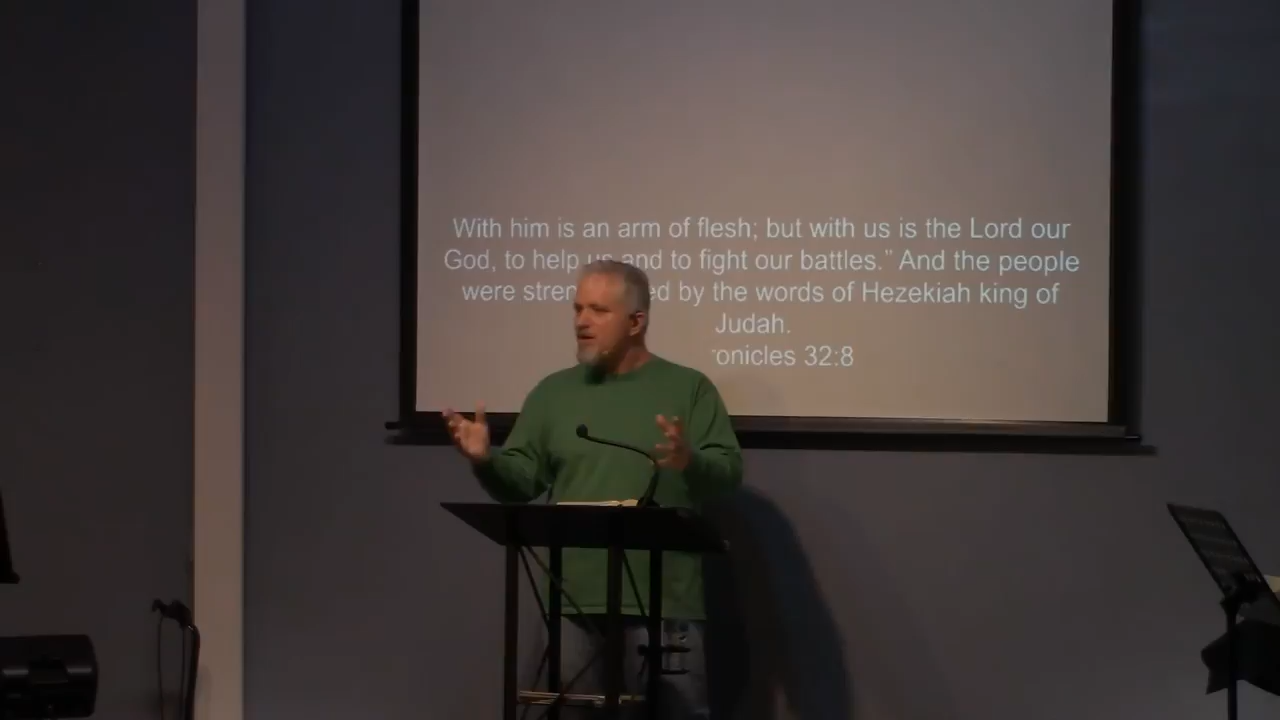 With him is an arm of flesh; but with us is the Lord our
God, to help and to fight our battles.” And the people
were by the words of Hezekiah king of
Judah.
32:8